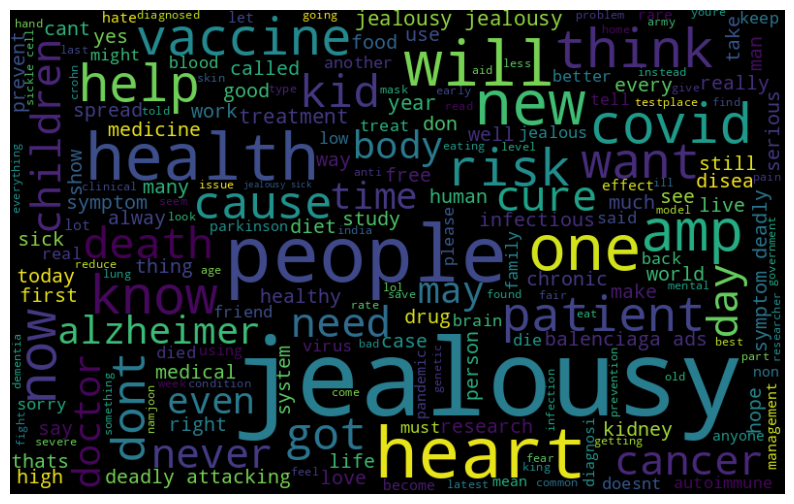 hate
diagnosed
let
going
jealousy jealousy
problem
rare
army
youre
hand
cant
yes
might
vaccine
food
use
will
think
take
keep
man
prevent
sickle cell
crohn
last
blood
called
another
help
kid
new
home
aid
less
instead
give
better
every
really
tell
skin
told
type
good
year
mask
early
read
testplace
find
spread
work
treatment
treat
don
low
well
jealous
covid
serious
medicine
body
level
eating
children
health
risk
want
still
disea
everything
show
clinical
issue
jealousy sick
way
anti
free
time
cure
human
effect
ill
pain
model
many
seem
cause
symptom
look
alway
parkinson
diet
study
india
please
infectious
said
much
see
live
lot
sick
real
reduce
lung
age
death
people
one
amp
back
family
world
mental
government
researcher
symptom deadly
today
first
thing
know
friend
healthy
lol
save
found
fair
eat
chronic
make
may
day
now
rate
drug
brain
need
patient
best
dementia
alzheimer
died
using
virus
bad
case
die
balenciaga ads
part
non
person
pandemic
genetic
medical
week
condition
system
come
jealousy
old
prevention
infection
hope
sorry
something
namjoon
dont
even
doctor
fight
say
severe
right
got
must
research
fear
king
getting
diagnosi
kidney
anyone
management
thats
never
life
heart
cancer
high
deadly attacking
feel
love
become
latest
mean
common
doesnt
autoimmune